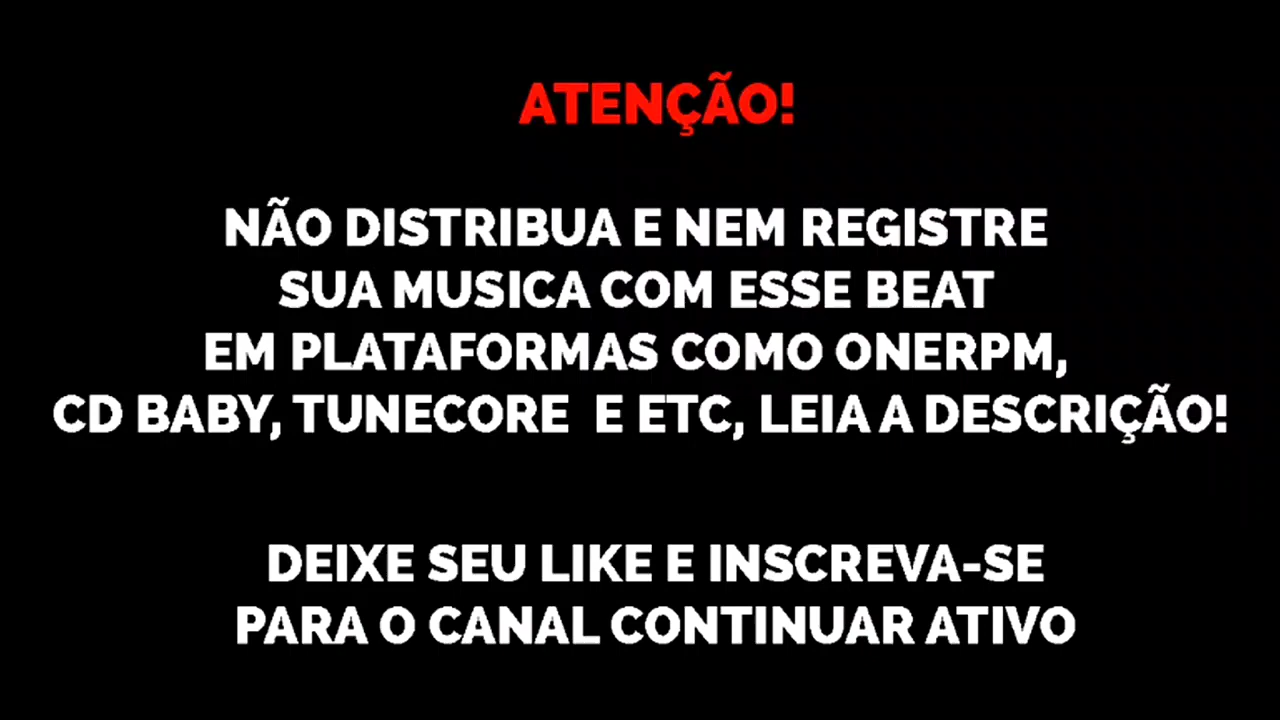 ATENÇÃO!
NÃO DISTRIBUA E NEM REGISTRE
SUA MUSICA COM ESSE BEAT
EM PLATAFORMAS COMO ONERPM,
CD BABY, TUNECORE E ETC, LEIA A DESCRIÇÃO!
DEIXE SEU LIKE E INSCREVA-SE
PARA O CANAL CONTINUAR ATIVO